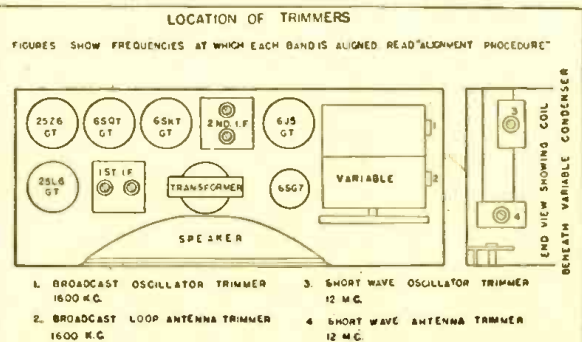 LOCATION OF TRIMMERS
FIGURES SHOW FREQUENCIES AT WHICH EACH BAND IS ALIGNED. READ "ALIGNMENT PROCEDURE"
25Z6 GT
6SQ7 GT
6SK7 GT
2ND. I.F
6J5 GT
1
25L6 GT
1ST I.F
TRANSFORMER
6SG7
VARIABLE
2
SPEAKER
3
4
END VIEW SHOWING COIL
BENEATH VARIABLE CONDENSER
1. BROADCAST OSCILLATOR TRIMMER
1600 K.C.
2. BROADCAST LOOP ANTENNA TRIMMER
1600 K.C
3. SHORT WAVE OSCILLATOR TRIMMER
12 M.C.
4 SHORT WAVE ANTENNA TRIMMER
12 M.C.